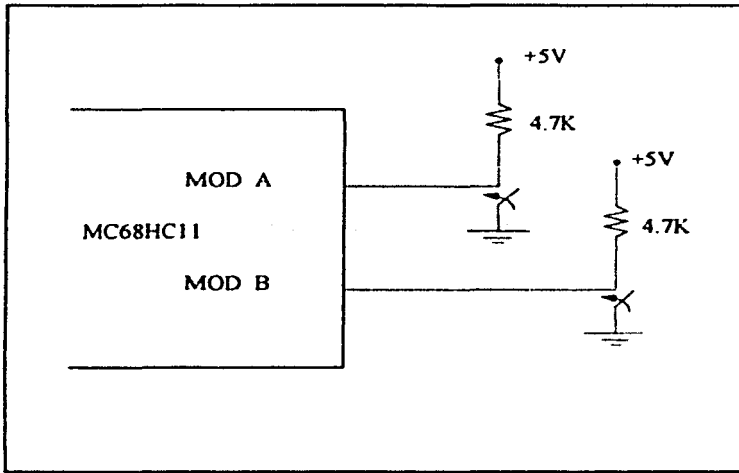 +5V
4.7K
+5V
MOD A
4.7K
MC68HC11
MOD B